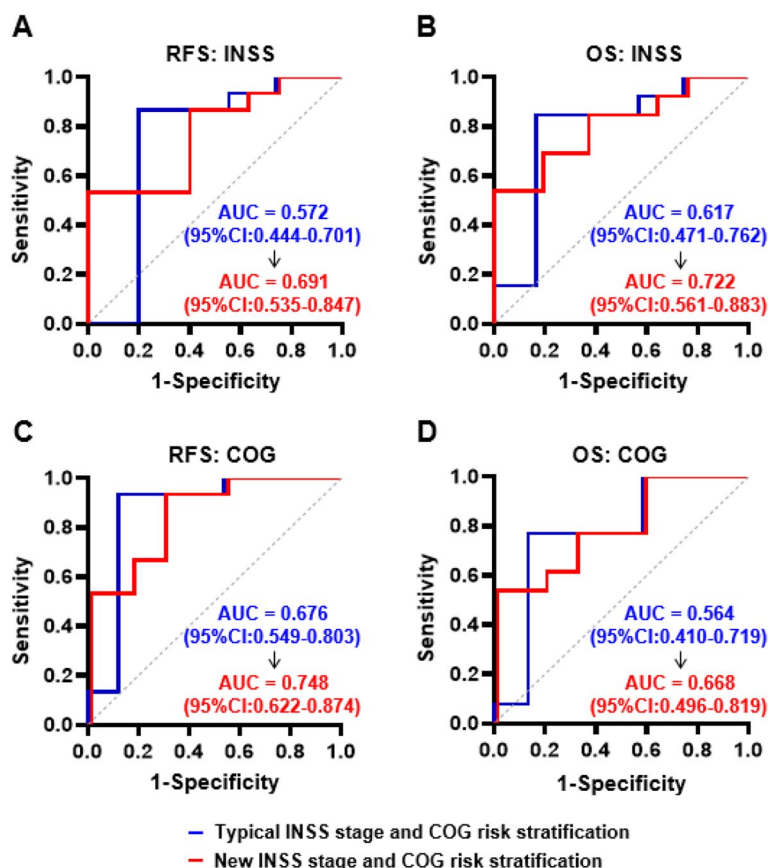 A
RFS: INSS
1.0
0.8
0.6
0.4
0.2
0.0
Sensitivity
AUC = 0.572
(95%CI:0.444-0.701)
↓
AUC = 0.691
(95%CI:0.535-0.847)
0.0 0.2 0.4 0.6 0.8 1.0
1-Specificity
B
OS: INSS
1.0
0.8
0.6
0.4
0.2
0.0
Sensitivity
AUC = 0.617
(95%CI:0.471-0.762)
↓
AUC = 0.722
(95%CI:0.561-0.883)
0.0 0.2 0.4 0.6 0.8 1.0
1-Specificity
C
RFS: COG
1.0
0.8
0.6
0.4
0.2
0.0
Sensitivity
AUC = 0.676
(95%CI:0.549-0.803)
↓
AUC = 0.748
(95%CI:0.622-0.874)
0.0 0.2 0.4 0.6 0.8 1.0
1-Specificity
D
OS: COG
1.0
0.8
0.6
0.4
0.2
0.0
Sensitivity
AUC = 0.564
(95%CI:0.410-0.719)
↓
AUC = 0.668
(95%CI:0.496-0.819)
0.0 0.2 0.4 0.6 0.8 1.0
1-Specificity
Typical INSS stage and COG risk stratification
New INSS stage and COG risk stratification